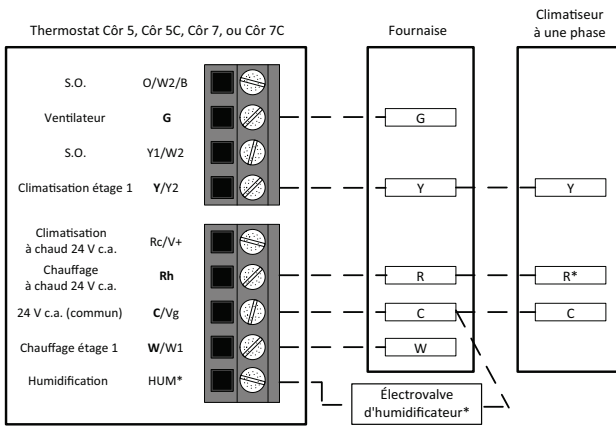 Thermostat Côr 5, Côr 5C, Côr 7, ou Côr 7C
Fournaise
Climatiseur
à une phase
S.O. O/W2/B
Ventilateur G
G
S.O. Y1/W2
Climatisation étage 1 Y/Y2
Y
Y
Climatisation
à chaud 24 V c.a.
Rc/V+
Chauffage
à chaud 24 V c.a.
Rh
R
R*
24 V c.a. (commun) C/Vg
C
C
Chauffage étage 1 W/W1
W
Humidification HUM*
Électrovalve
d'humidificateur*